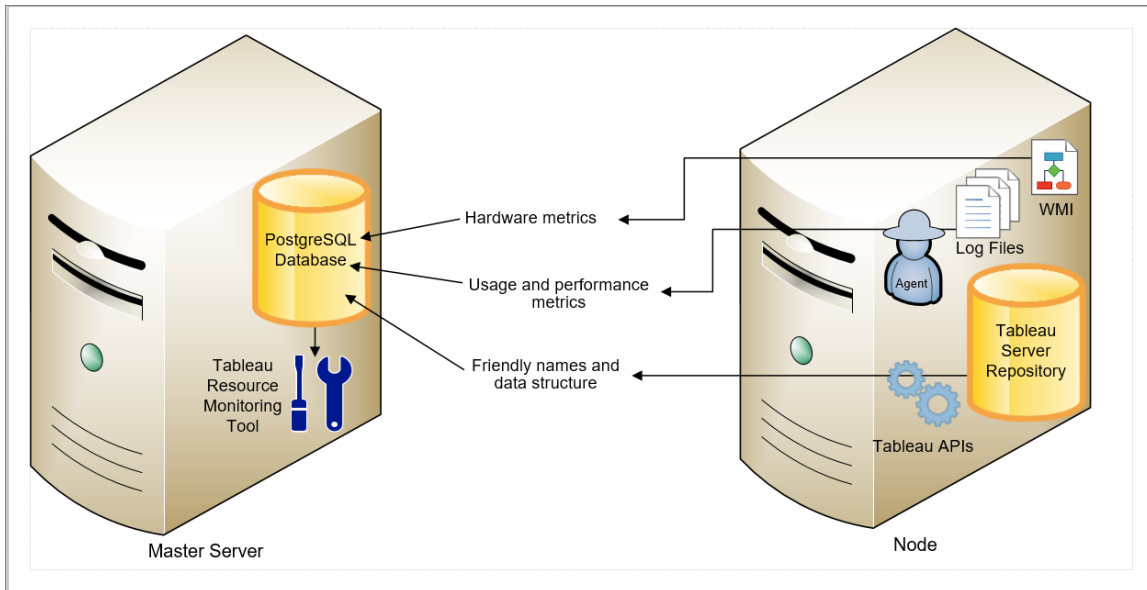 PostgreSQL
Database
Tableau
Resource
Monitoring
Tool
Master Server
Hardware metrics
Usage and performance
metrics
Friendly names and
data structure
WMI
Log Files
Agent
Tableau
Server
Repository
Tableau APIs
Node